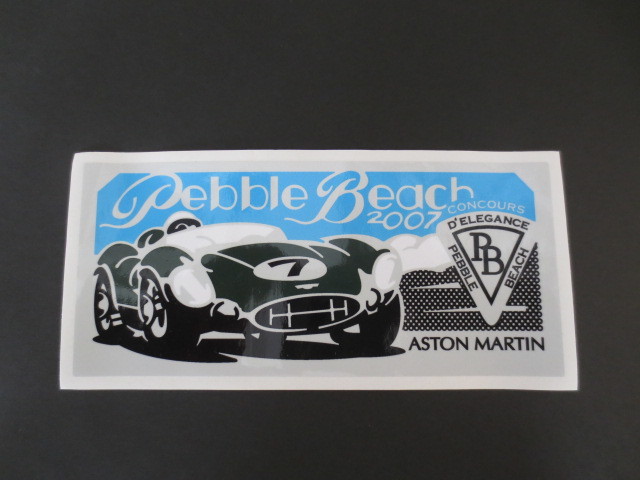 Pebble Beach
2007
CONCOURS
D'ELEGANCE
PEBBLE
PB
BEACH
7
ASTON MARTIN